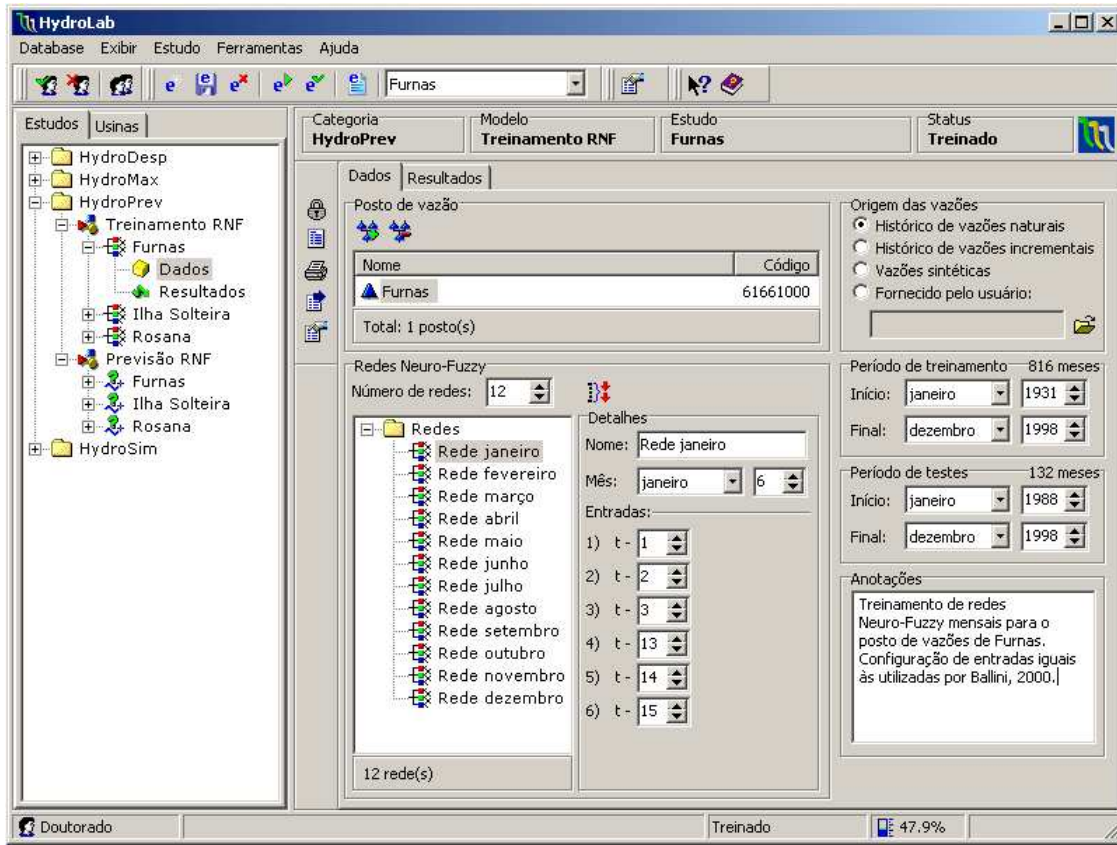 HydroLab
Database Exibir Estudo Ferramentas Ajuda
Furnas
Estudos Usinas
HydroDesp
HydroMax
HydroPrev
Treinamento RNF
Furnas
Dados
Resultados
Ilha Solteira
Rosana
Previsão RNF
Furnas
Ilha Solteira
Rosana
HydroSim
Categoria
HydroPrev
Modelo
Treinamento RNF
Estudo
Furnas
Status
Treinado
Dados Resultados
Posto de vazão
Nome Código
Furnas 61661000
Total: 1 posto(s)
Origem das vazões
Histórico de vazões naturais
Histórico de vazões incrementais
Vazões sintéticas
Fornecido pelo usuário:
Redes Neuro-Fuzzy
Número de redes: 12
Redes
Rede janeiro
Rede fevereiro
Rede março
Rede abril
Rede maio
Rede junho
Rede julho
Rede agosto
Rede setembro
Rede outubro
Rede novembro
Rede dezembro
12 rede(s)
Detalhes
Nome: Rede janeiro
Mês: janeiro 6
Entradas:
1) t - 1
2) t - 2
3) t - 3
4) t - 13
5) t - 14
6) t - 15
Período de treinamento 816 meses
Início: janeiro 1931
Final: dezembro 1998
Período de testes 132 meses
Início: janeiro 1988
Final: dezembro 1998
Anotações
Treinamento de redes
Neuro-Fuzzy mensais para o
posto de vazões de Furnas.
Configuração de entradas iguais
às utilizadas por Ballini, 2000.
Doutorado Treinado 47.9%